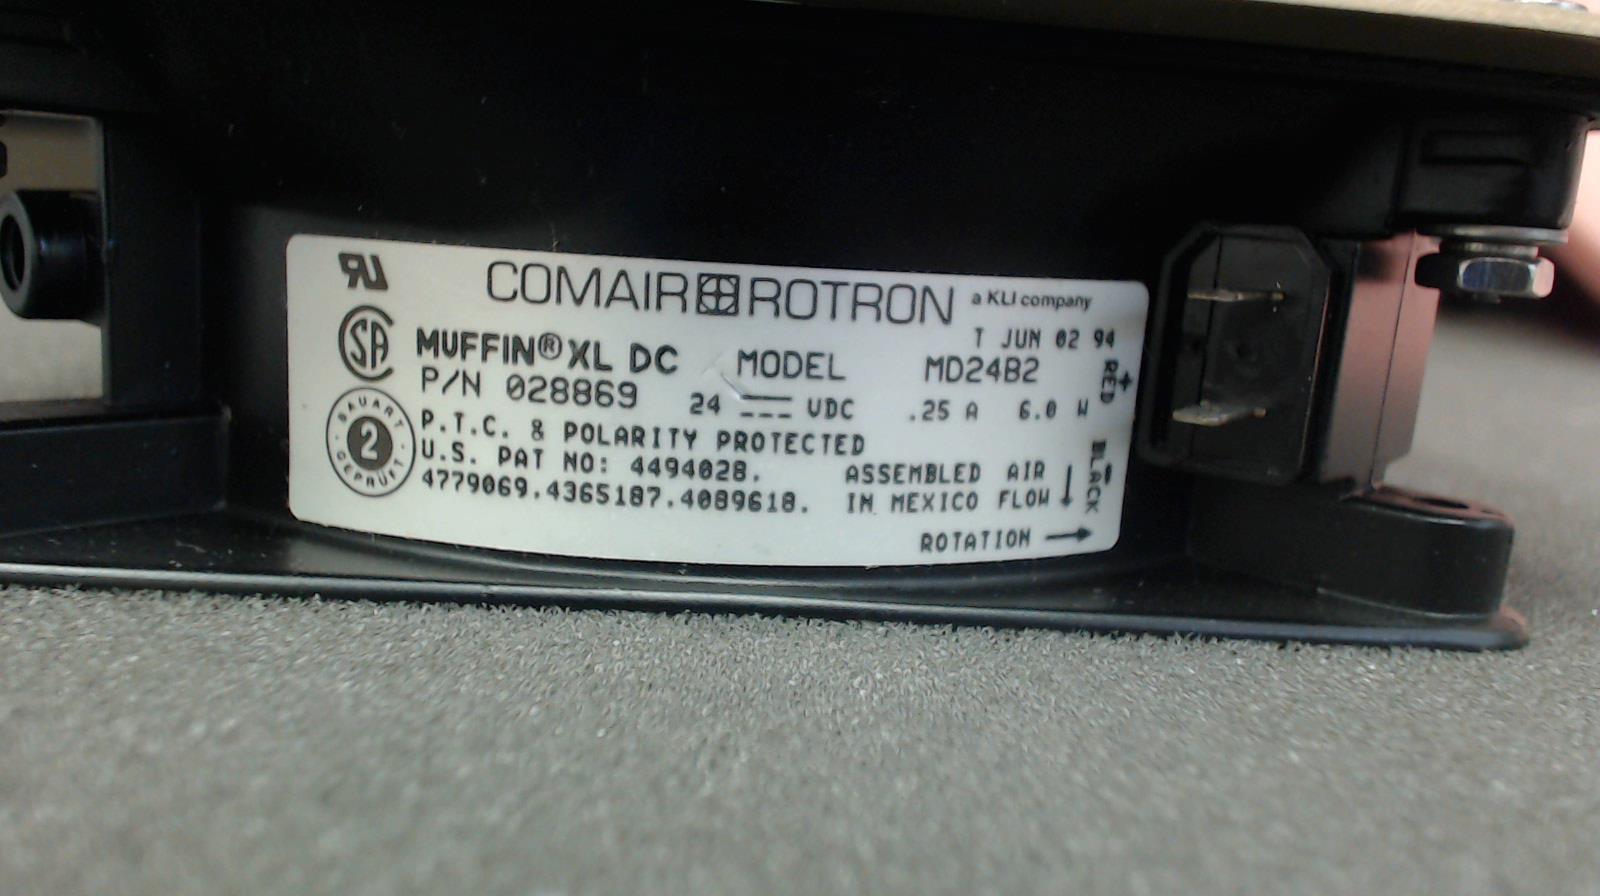 COMAIR ROTRON a KLI company
T JUN 02 94
MUFFIN® XL DC MODEL MD24B2
P/N 028869 24 VDC .25 A 6.0 W
P.T.C. & POLARITY PROTECTED
U.S. PAT NO: 4494028. ASSEMBLED AIR
4779069.4365187.4089618. IN MEXICO FLOW
ROTATION
RED +
BLACK -
BAUART
2
GEPRÜFT